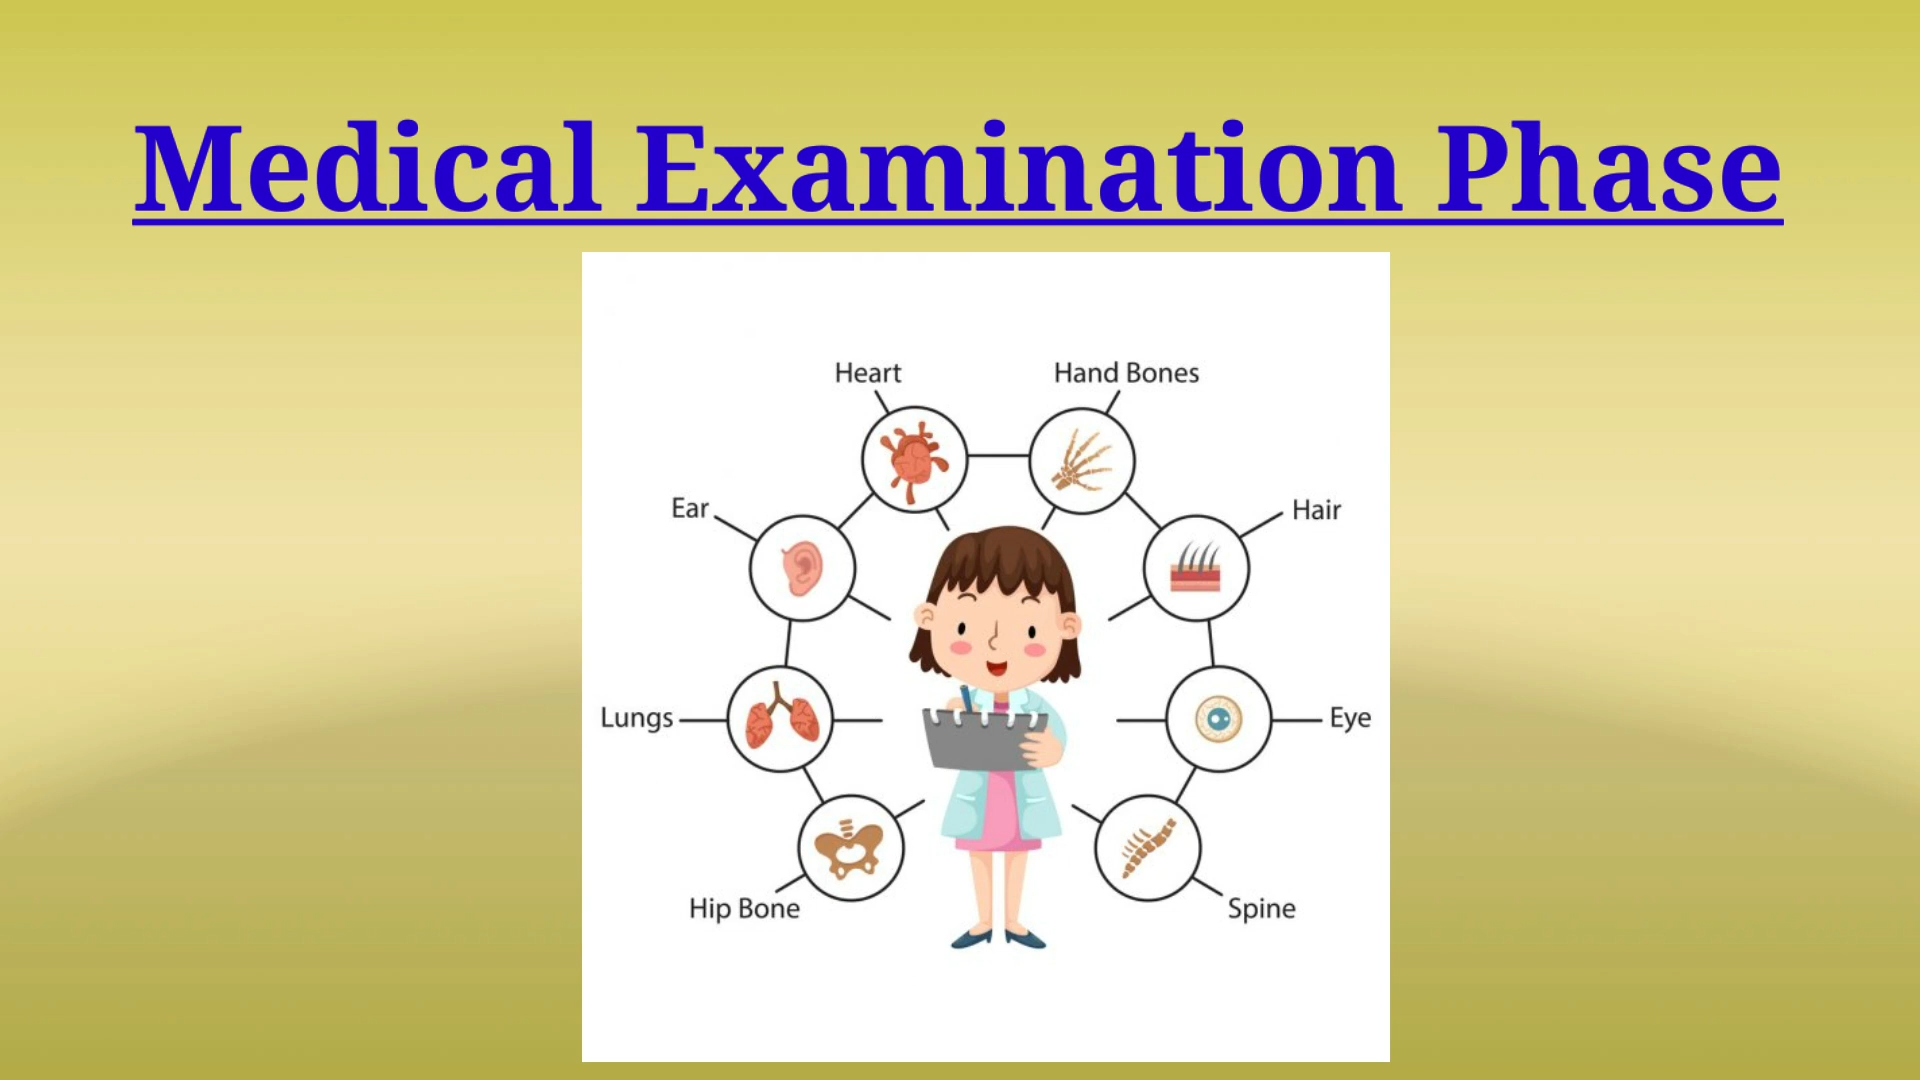 Medical Examination Phase
Heart
Hand Bones
Ear
Hair
Lungs
Eye
Hip Bone
Spine